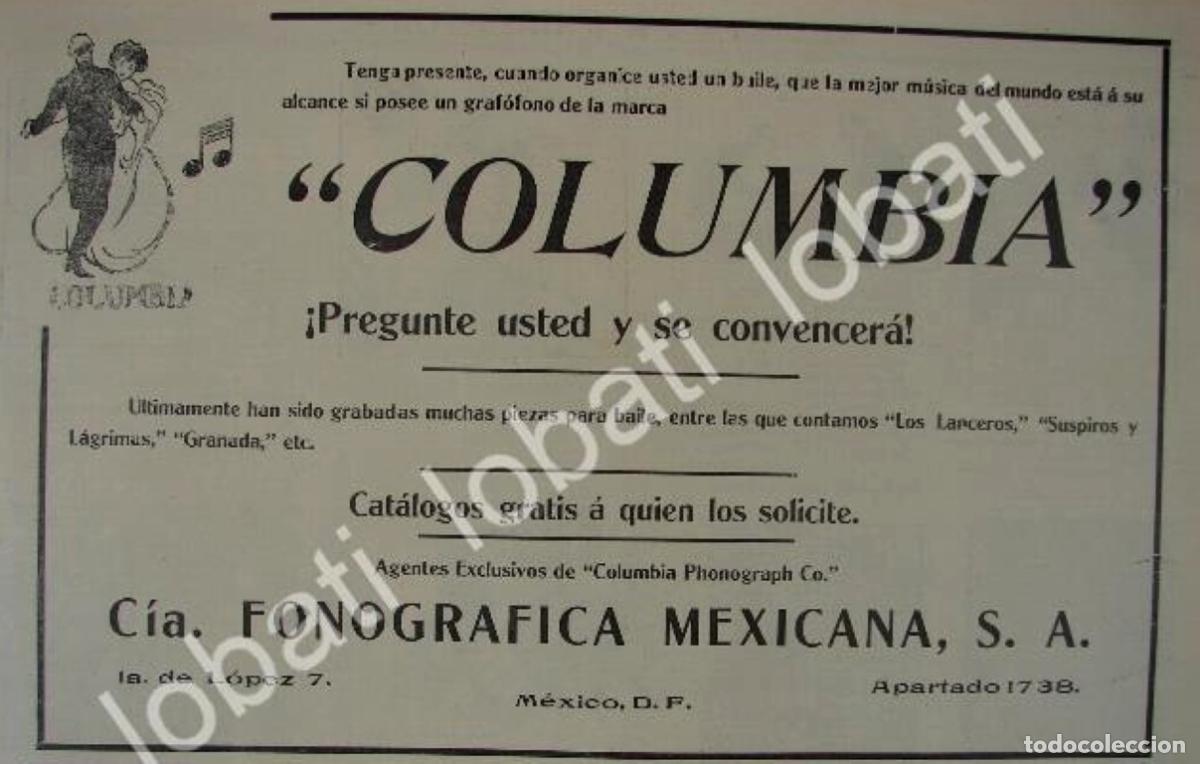 Tenga presente, cuando organice usted un baile, que la mejor música del mundo está á su
alcance si posee un grafófono de la marca
"COLUMBIA"
COLUMBIA
¡Pregunte usted y se convencerá!
Ultimamente han sido grabadas muchas piezas para baile, entre las que contamos "Los Lanceros," "Suspiros y
Lágrimas," "Granada," etc.
Catálogos gratis á quien los solicite.
Agentes Exclusivos de "Columbia Phonograph Co."
Cía. FONOGRAFICA MEXICANA, S. A.
1a. de López 7.
México, D. F.
Apartado 1738.
lobati lobati lobati lobati
todocoleccion